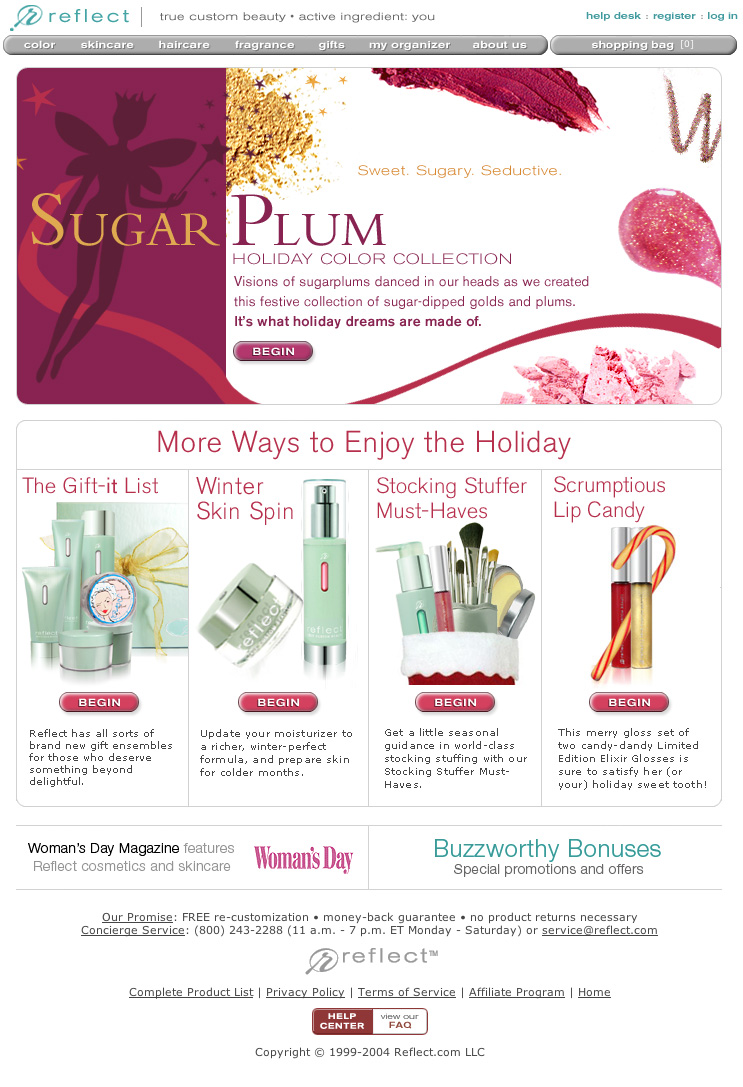 reflect
true custom beauty • active ingredient: you
help desk : register : log in
color skincare haircare fragrance gifts my organizer about us
shopping bag [0]
Sweet. Sugary. Seductive.
SUGAR PLUM
HOLIDAY COLOR COLLECTION
Visions of sugarplums danced in our heads as we created
this festive collection of sugar-dipped golds and plums.
It's what holiday dreams are made of.
BEGIN
More Ways to Enjoy the Holiday
The Gift-it List
reflect
BEGIN
Reflect has all sorts of
brand new gift ensembles
for those who deserve
something beyond
delightful.
Winter
Skin Spin
reflect
reflect
BEGIN
Update your moisturizer to
a richer, winter-perfect
formula, and prepare skin
for colder months.
Stocking Stuffer
Must-Haves
BEGIN
Get a little seasonal
guidance in world-class
stocking stuffing with our
Stocking Stuffer Must-
Haves.
Scrumptious
Lip Candy
BEGIN
This merry gloss set of
two candy-dandy Limited
Edition Elixir Glosses is
sure to satisfy her (or
your) holiday sweet tooth!
Woman's Day Magazine features
Reflect cosmetics and skincare
Woman's Day
Buzzworthy Bonuses
Special promotions and offers
Our Promise: FREE re-customization • money-back guarantee • no product returns necessary
Concierge Service: (800) 243-2288 (11 a.m. - 7 p.m. ET Monday - Saturday) or service@reflect.com
reflect™
Complete Product List | Privacy Policy | Terms of Service | Affiliate Program | Home
HELP CENTER
view our FAQ
Copyright © 1999-2004 Reflect.com LLC